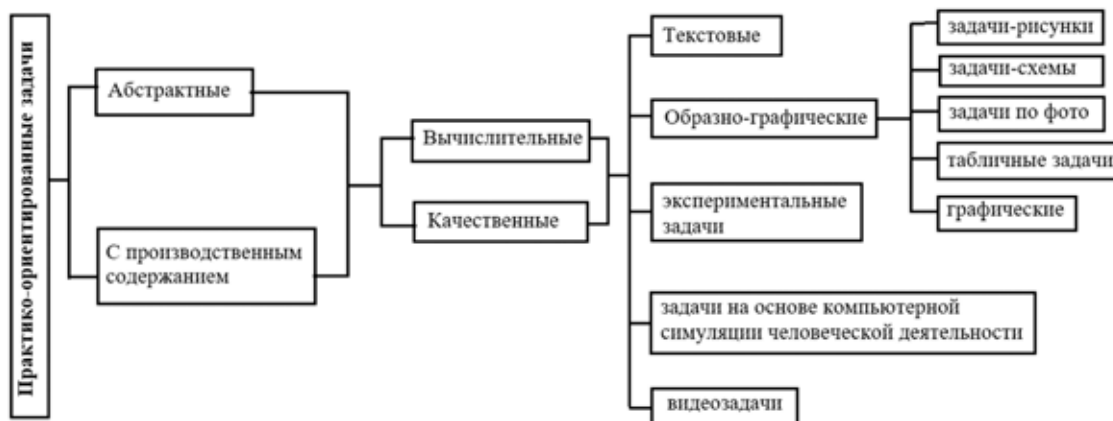 Практико-ориентированные задачи
Абстрактные
С производственным
содержанием
Вычислительные
Качественные
Текстовые
Образно-графические
экспериментальные
задачи
задачи на основе компьютерной
симуляции человеческой деятельности
видеозадачи
задачи-рисунки
задачи-схемы
задачи по фото
табличные задачи
графические